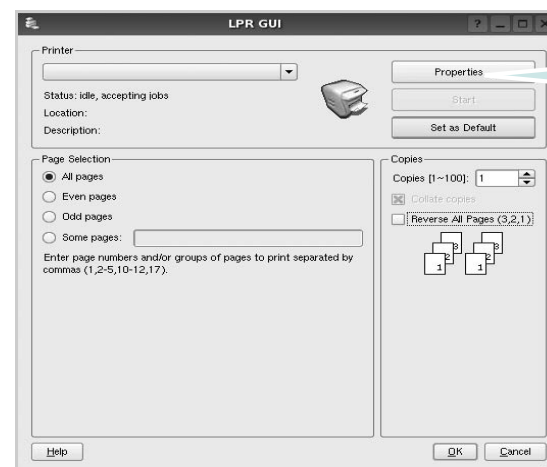 LPR GUI
Printer
Properties
Status: idle, accepting jobs
Start
Location:
Description:
Set as Default
Page Selection
Copies
All pages
Copies [1~100]: 1
Even pages
Collate copies
Odd pages
Reverse All Pages (3,2,1)
Some pages:
Enter page numbers and/or groups of pages to print separated by
commas (1,2-5,10-12,17).
3 3
2 2
1 1
Help
OK
Cancel